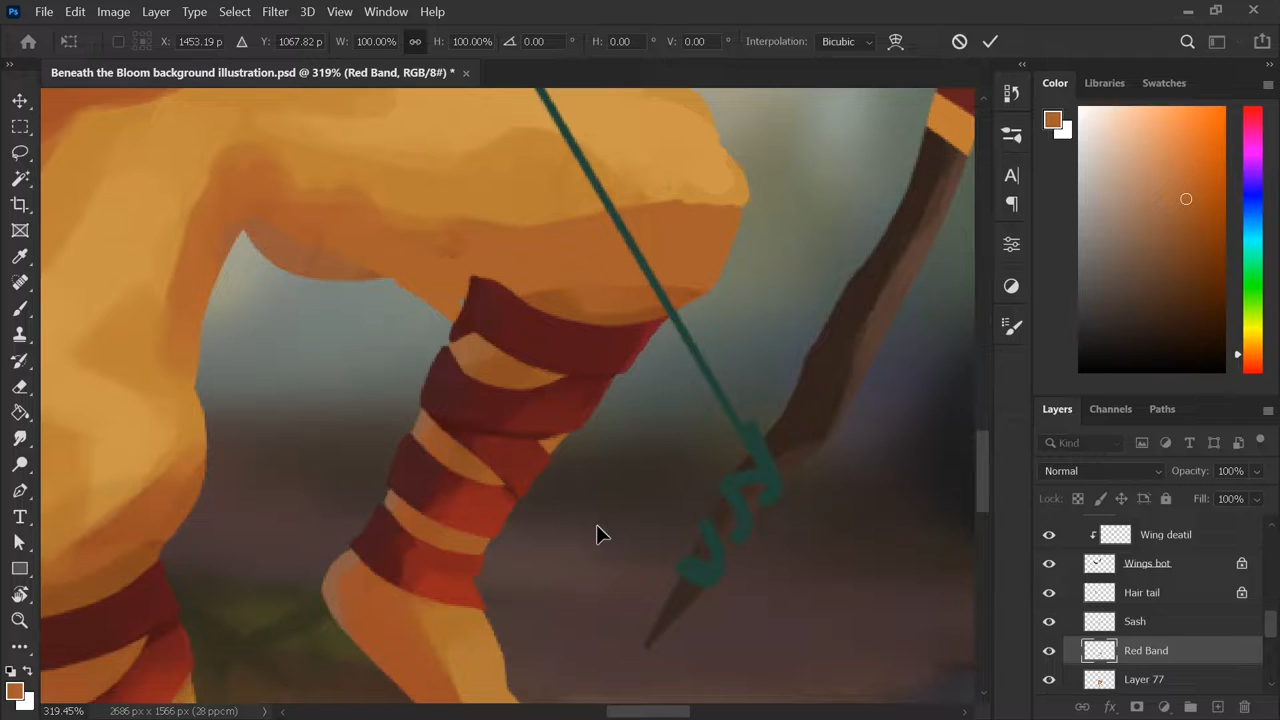 Ps File Edit Image Layer Type Select Filter 3D View Window Help
X: 1453.19 p Y: 1067.82 p W: 100.00% H: 100.00% 0.00 ° H: 0.00 ° V: 0.00 ° Interpolation: Bicubic
Beneath the Bloom background illustration.psd @ 319% (Red Band, RGB/8#) * ×
Color Libraries Swatches
Layers Channels Paths
Kind
Normal Opacity: 100%
Lock: Fill: 100%
Wing deatil
Wings bot
Hair tail
Sash
Red Band
Layer 77
319.45% 2686 px x 1566 px (28 ppcm)